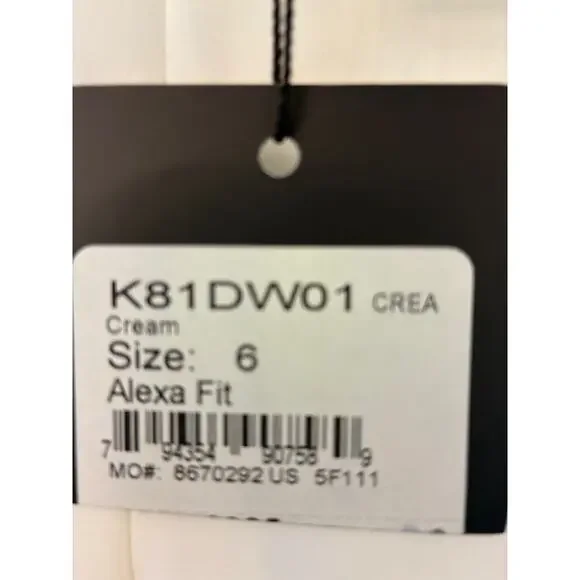 K81DW01 CREA
Cream
Size: 6
Alexa Fit
7 94354 90758 9
MO#: 8670292 US 5F111